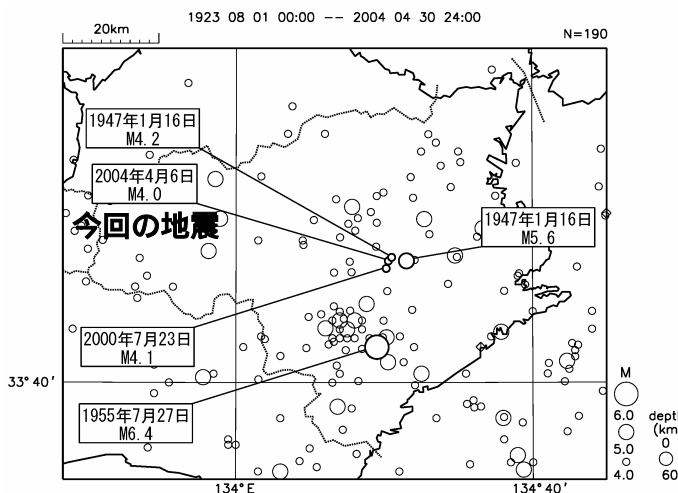 1923 08 01 00:00 -- 2004 04 30 24:00
20km
N=190
1947年1月16日
M4.2
2004年4月6日
M4.0
今回の地震
1947年1月16日
M5.6
2000年7月23日
M4.1
1955年7月27日
M6.4
33°40′
134°E
134°40′
M
6.0
5.0
4.0
depth
(km
0
60